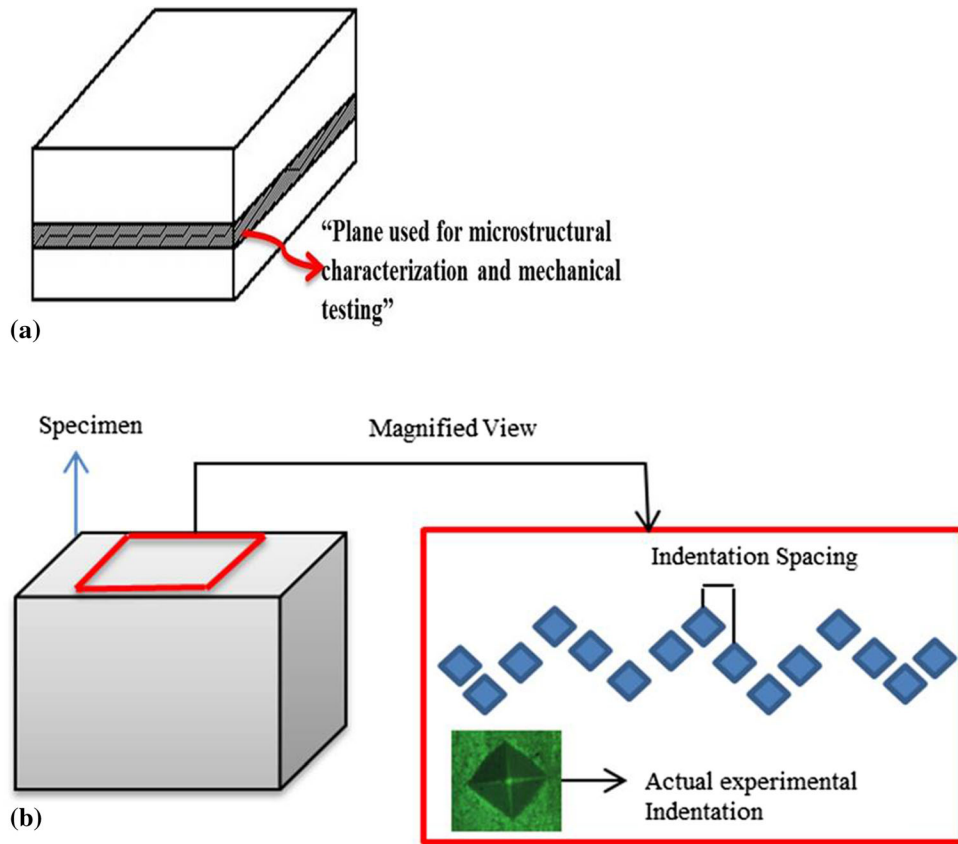 “Plane used for microstructural
characterization and mechanical
testing”
(a)
Specimen
Magnified View
Indentation Spacing
Actual experimental
Indentation
(b)